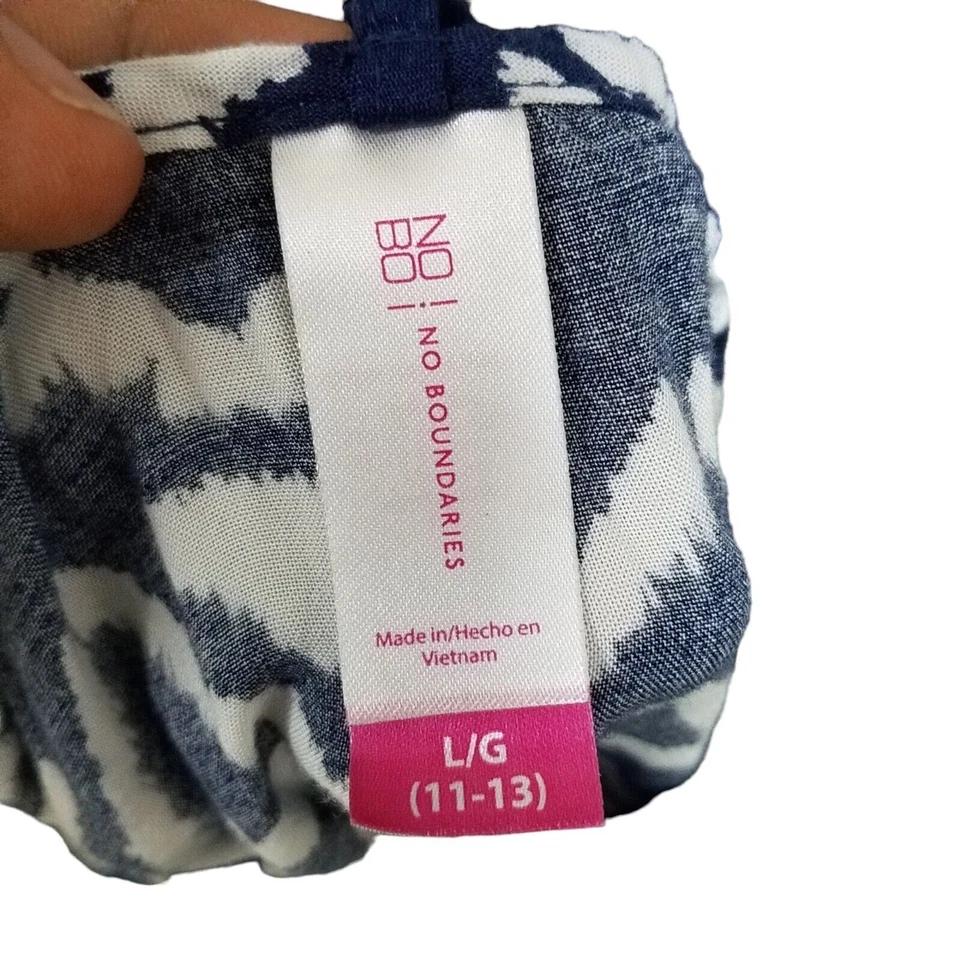 NO
BO
NO BOUNDARIES
Made in/Hecho en
Vietnam
L/G
(11-13)